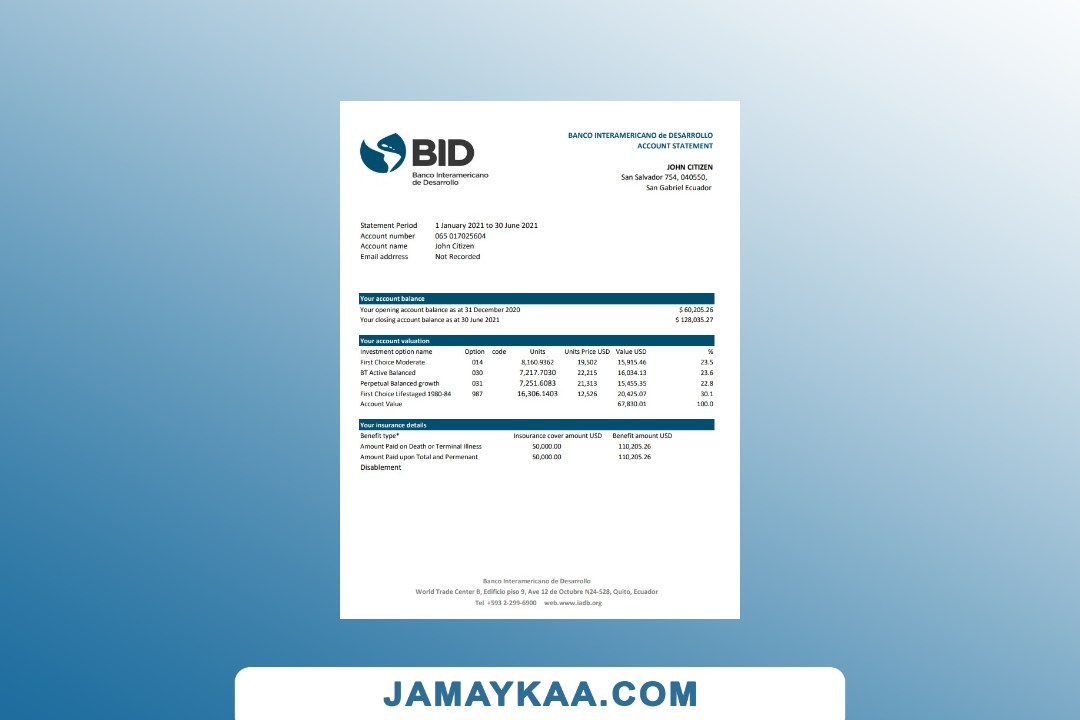 BID
Banco Interamericano
de Desarrollo
BANCO INTERAMERICANO de DESARROLLO
ACCOUNT STATEMENT
JOHN CITIZEN
San Salvador 754, 040550,
San Gabriel Ecuador
Statement Period 1 January 2021 to 30 June 2021
Account number 065 017025604
Account name John Citizen
Email addrress Not Recorded
Your account balance
Your opening account balance as at 31 December 2020 $ 60,205.26
Your closing account balance as at 30 June 2021 $ 128,035.27
Your account valuation
Investment option name Option code Units Units Price USD Value USD %
First Choice Moderate 014 8,160.9362 19,502 15,915.46 23.5
BT Active Balanced 030 7,217.7030 22,215 16,034.13 23.6
Perpetual Balanced growth 031 7,251.6083 21,313 15,455.35 22.8
First Choice Lifestaged 1980-84 987 16,306.1403 12,526 20,425.07 30.1
Account Value 67,830.01 100.0
Your insurance details
Benefit type* Insourance cover amount USD Benefit amount USD
Amount Paid on Death or Terminal Illness 50,000.00 110,205.26
Amount Paid upon Total and Permenant 50,000.00 110,205.26
Disablement
Banco Interamericano de Desarrollo
World Trade Center B, Edificio piso 9, Ave 12 de Octubre N24-528, Quito, Ecuador
Tel +593 2-299-6900 web:www.iadb.org
JAMAYKAA.COM